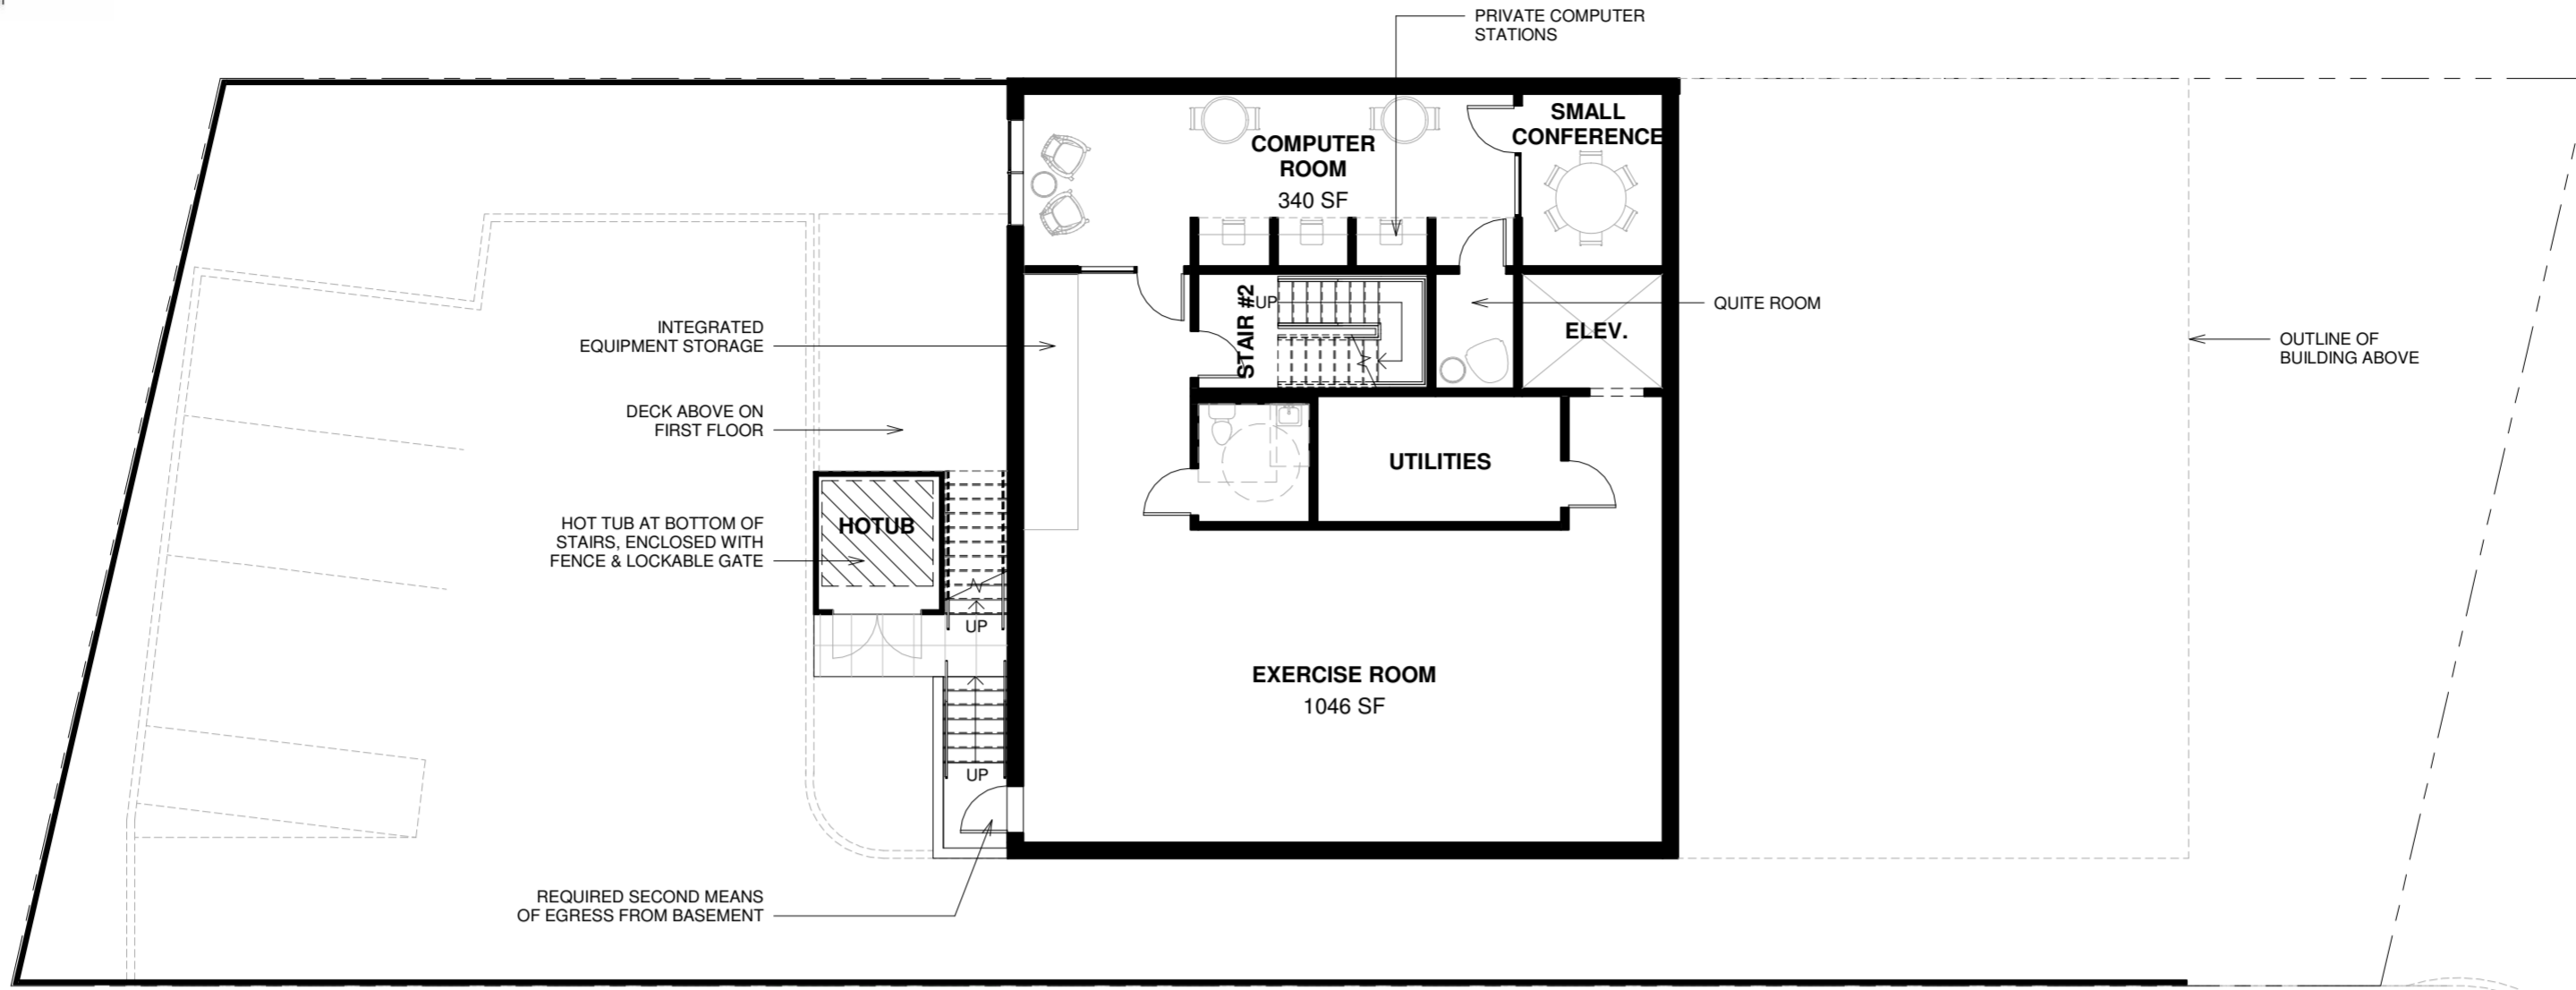 PRIVATE COMPUTER
STATIONS
SMALL
CONFERENCE
COMPUTER
ROOM
340 SF
STAIR #2
UP
QUITE ROOM
ELEV.
INTEGRATED
EQUIPMENT STORAGE
OUTLINE OF
BUILDING ABOVE
DECK ABOVE ON
FIRST FLOOR
UTILITIES
HOTUB
HOT TUB AT BOTTOM OF
STAIRS, ENCLOSED WITH
FENCE & LOCKABLE GATE
UP
EXERCISE ROOM
1046 SF
UP
REQUIRED SECOND MEANS
OF EGRESS FROM BASEMENT